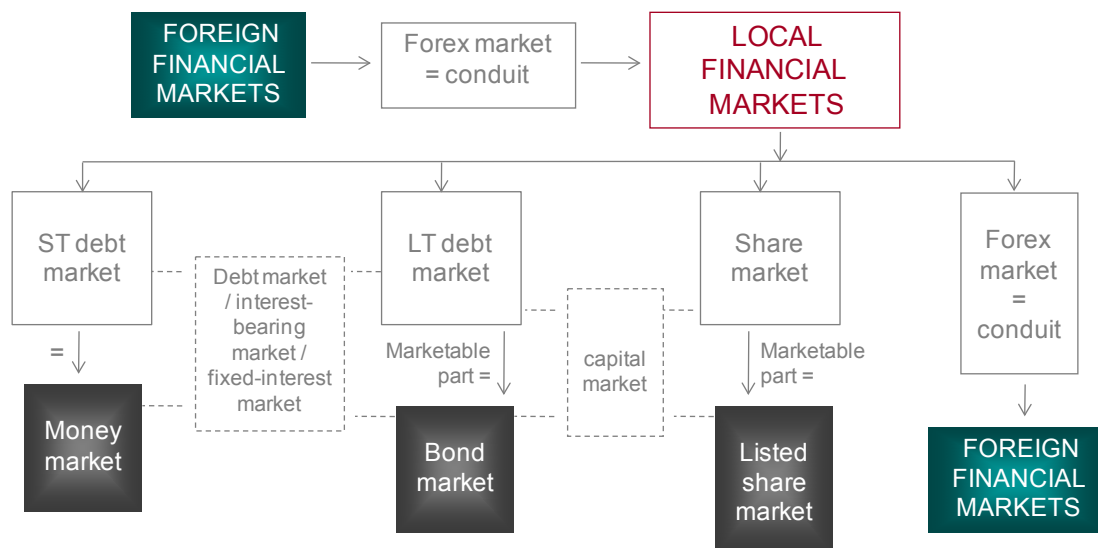 FOREIGN
FINANCIAL
MARKETS
Forex market
= conduit
LOCAL
FINANCIAL
MARKETS
ST debt
market
Debt market
/ interest-
bearing
market /
fixed-interest
market
LT debt
market
capital
market
Share
market
Forex
market
=
conduit
=
Marketable
part =
Marketable
part =
Money
market
Bond
market
Listed
share
market
FOREIGN
FINANCIAL
MARKETS